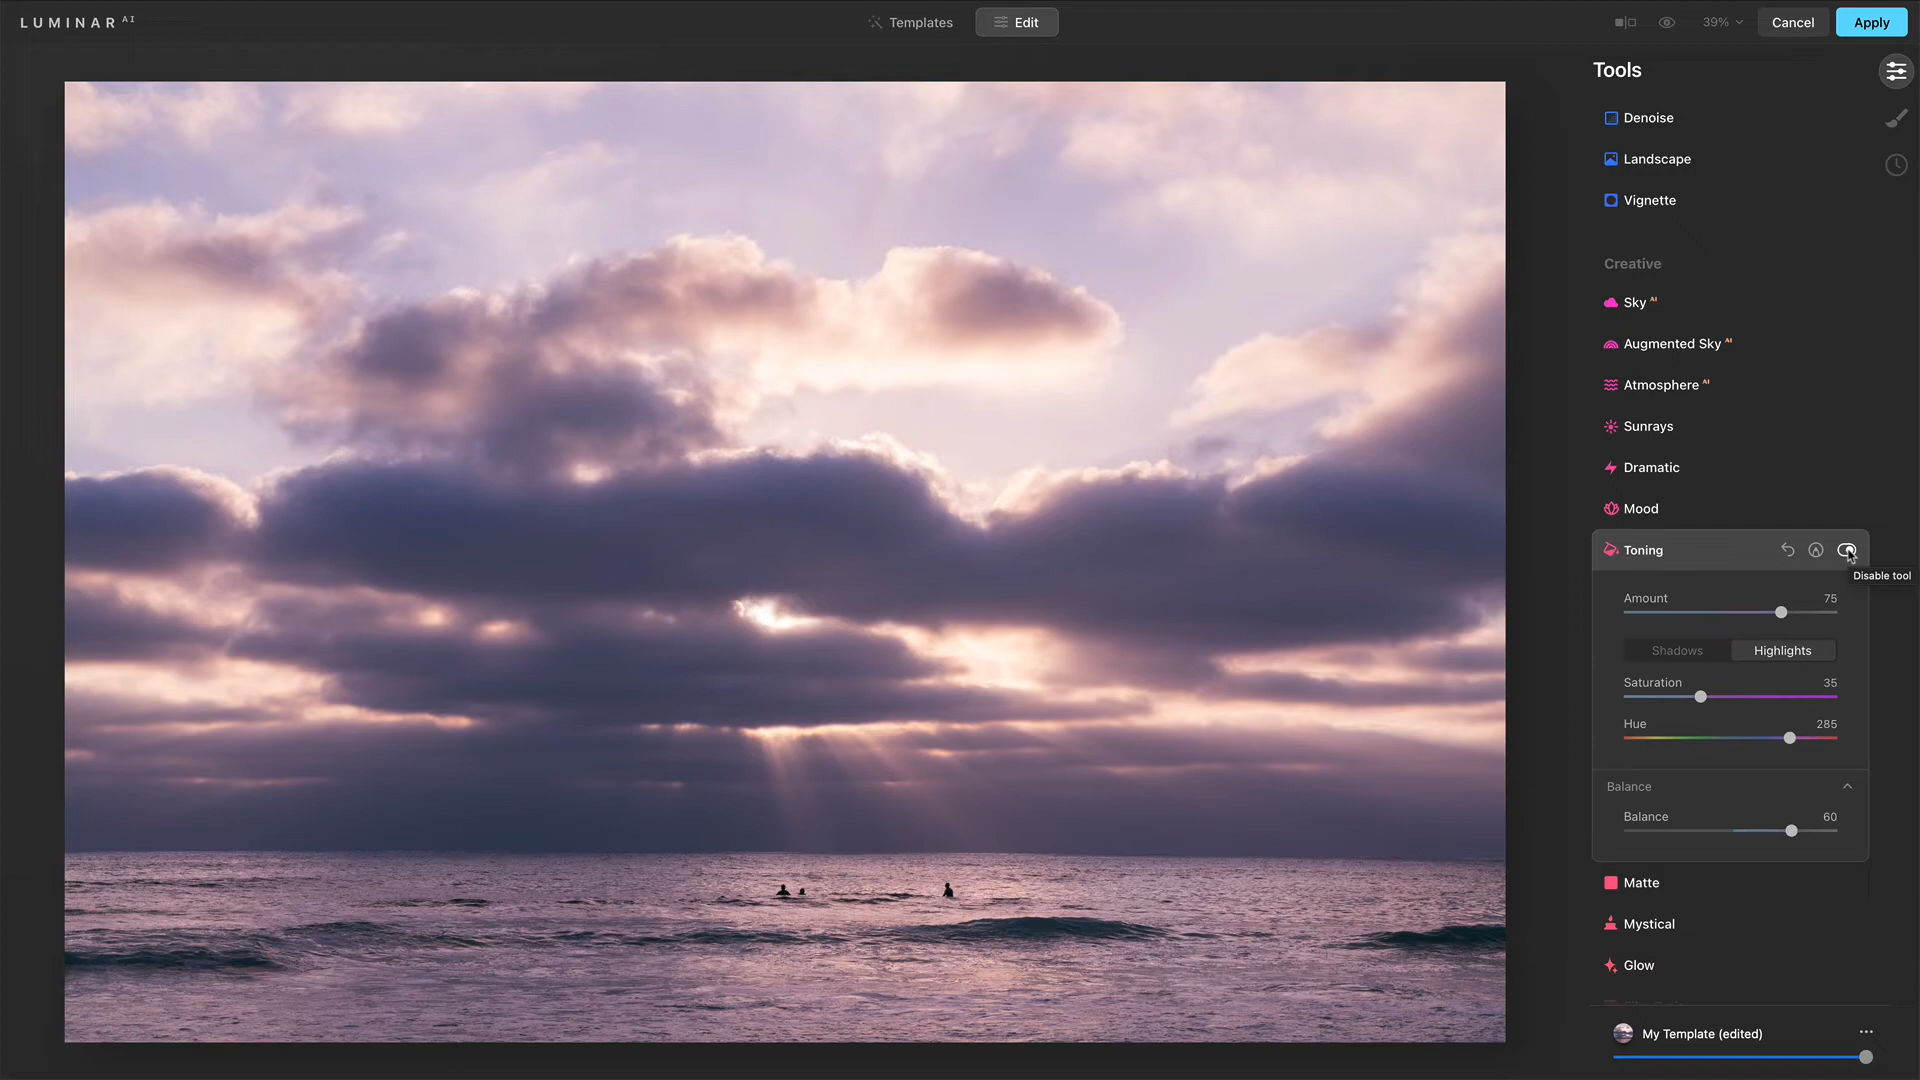 LUMINAR AI
Templates
Edit
39%
Cancel
Apply
Tools
Denoise
Landscape
Vignette
Creative
Sky AI
Augmented Sky AI
Atmosphere AI
Sunrays
Dramatic
Mood
Toning
Disable tool
Amount 75
Shadows Highlights
Saturation 35
Hue 285
Balance
Balance 60
Matte
Mystical
Glow
My Template (edited)